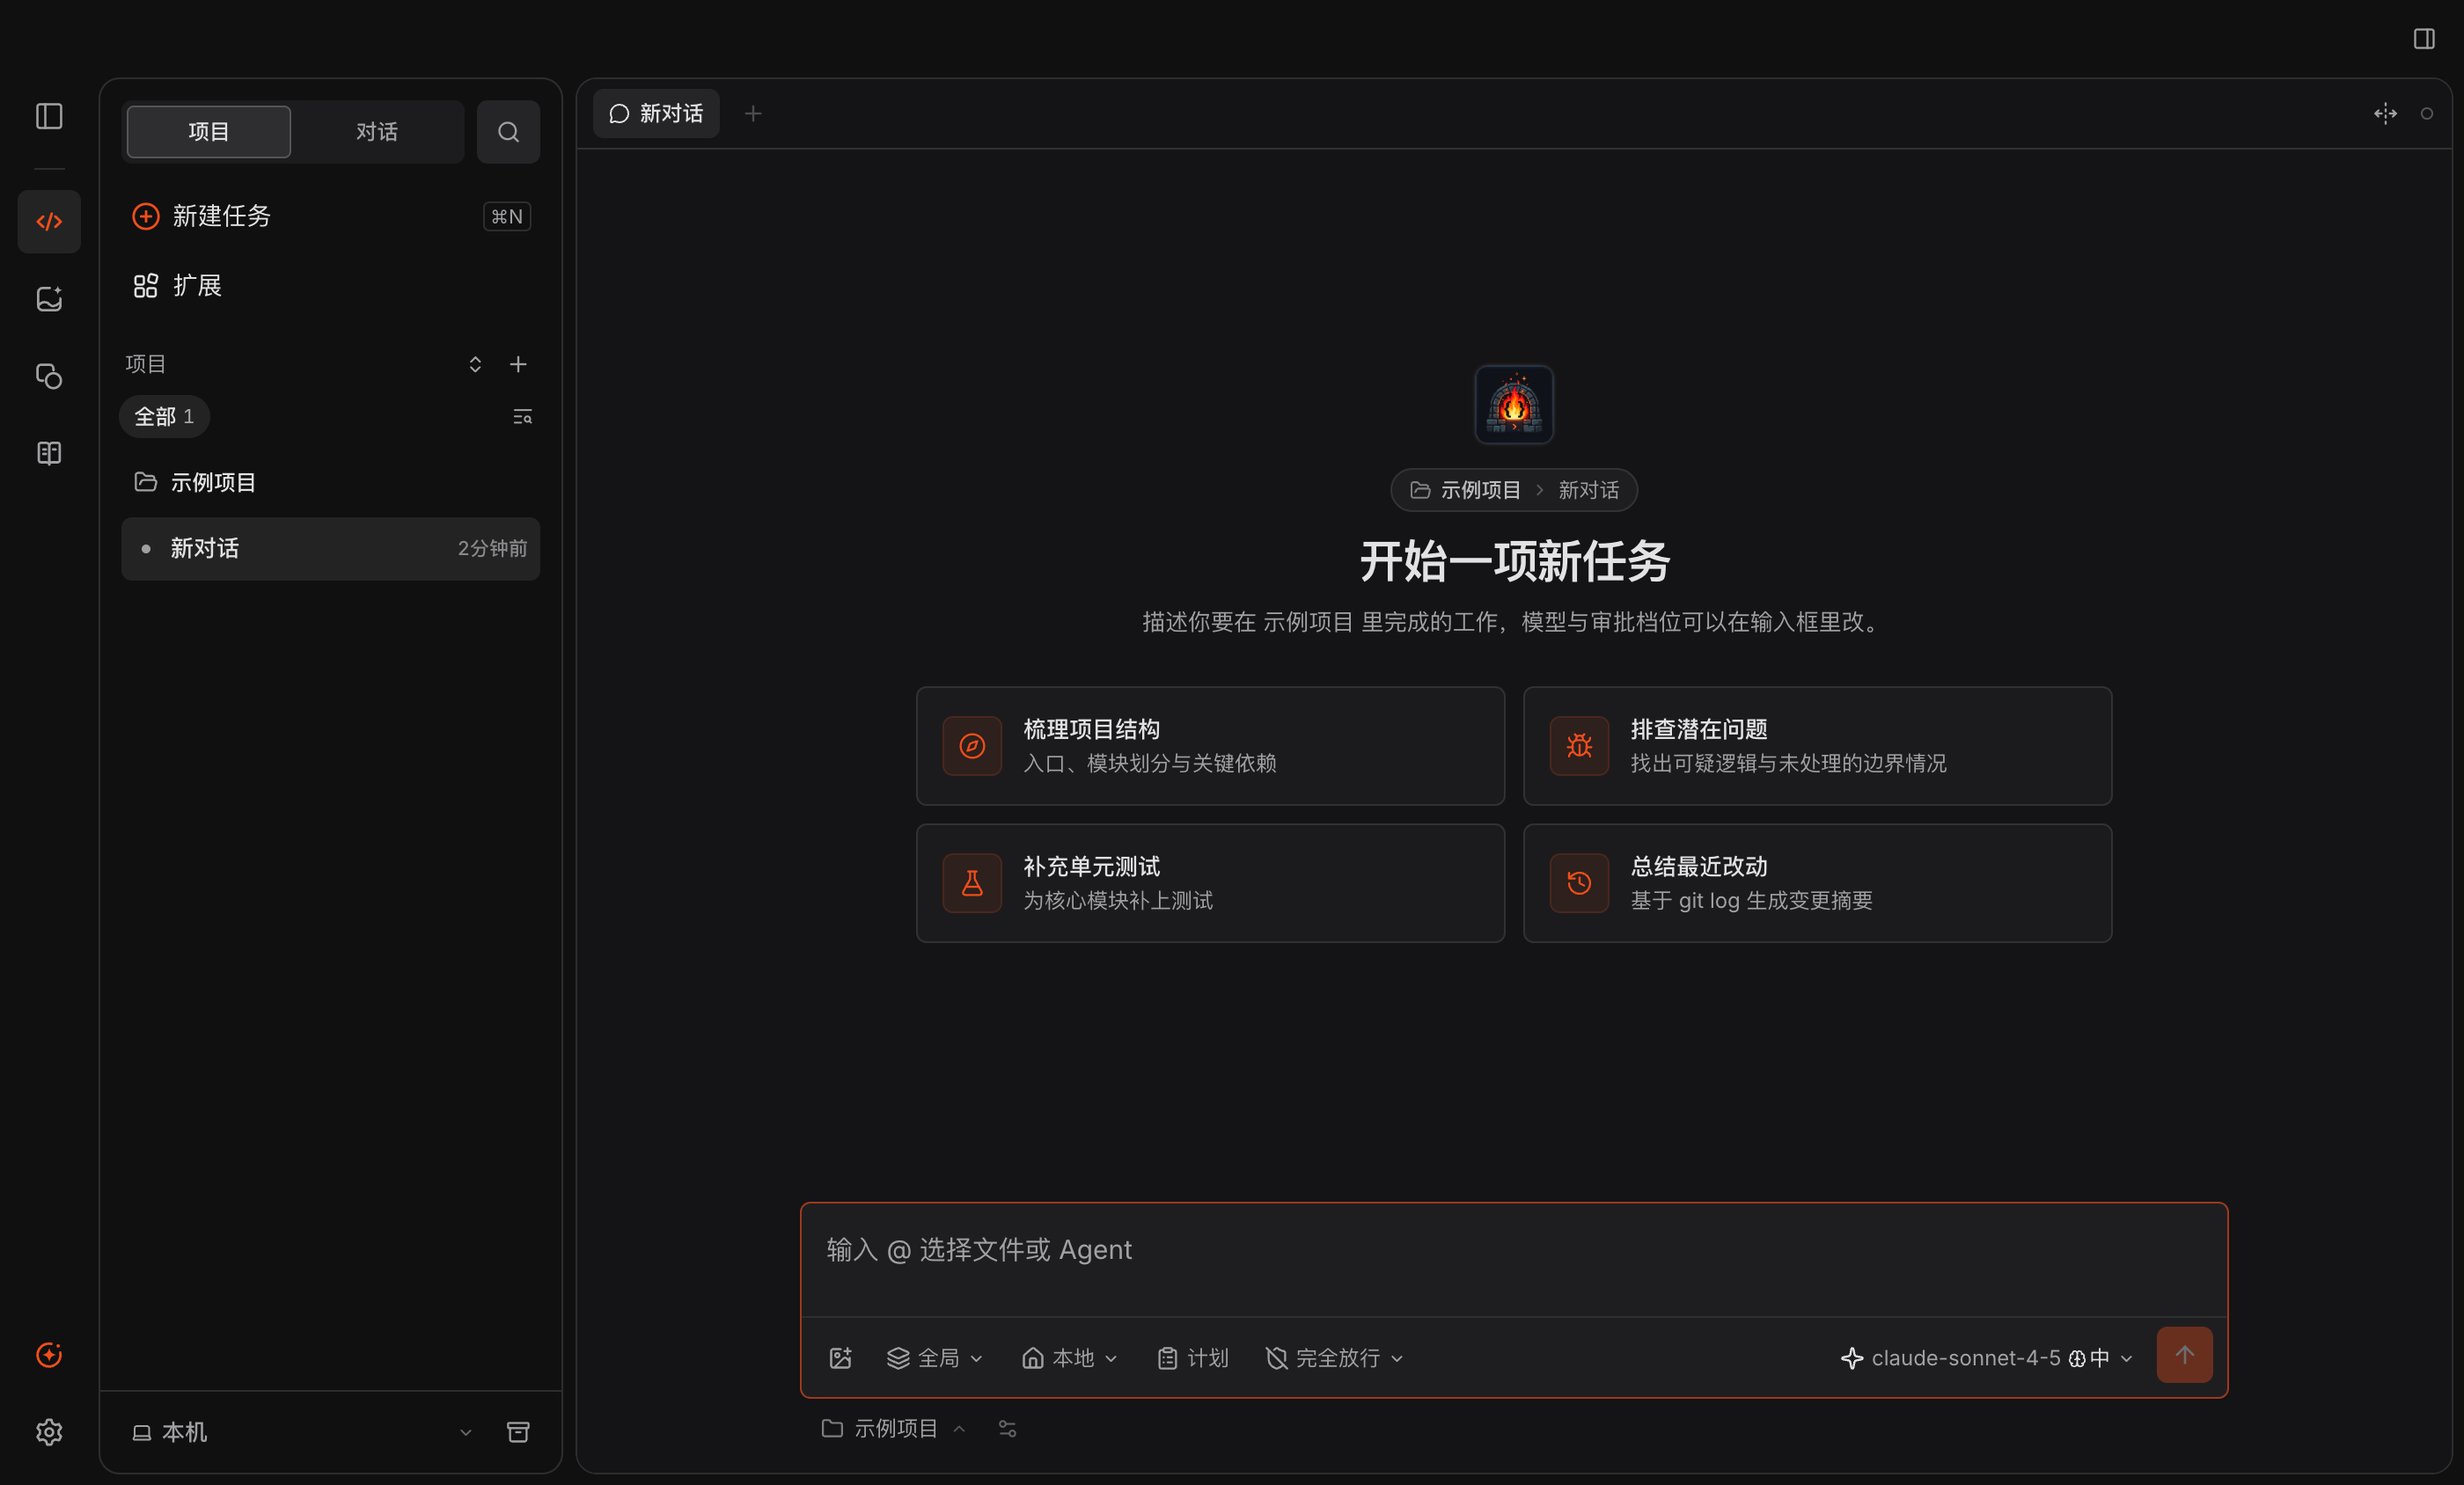 项目
对话
新建任务
⌘N
扩展
项目
全部 1
示例项目
新对话
2分钟前
本机
新对话
示例项目 > 新对话
开始一项新任务
描述你要在 示例项目 里完成的工作，模型与审批档位可以在输入框里改。
梳理项目结构
入口、模块划分与关键依赖
排查潜在问题
找出可疑逻辑与未处理的边界情况
补充单元测试
为核心模块补上测试
总结最近改动
基于 git log 生成变更摘要
输入 @ 选择文件或 Agent
全局
本地
计划
完全放行
claude-sonnet-4-5 中
示例项目